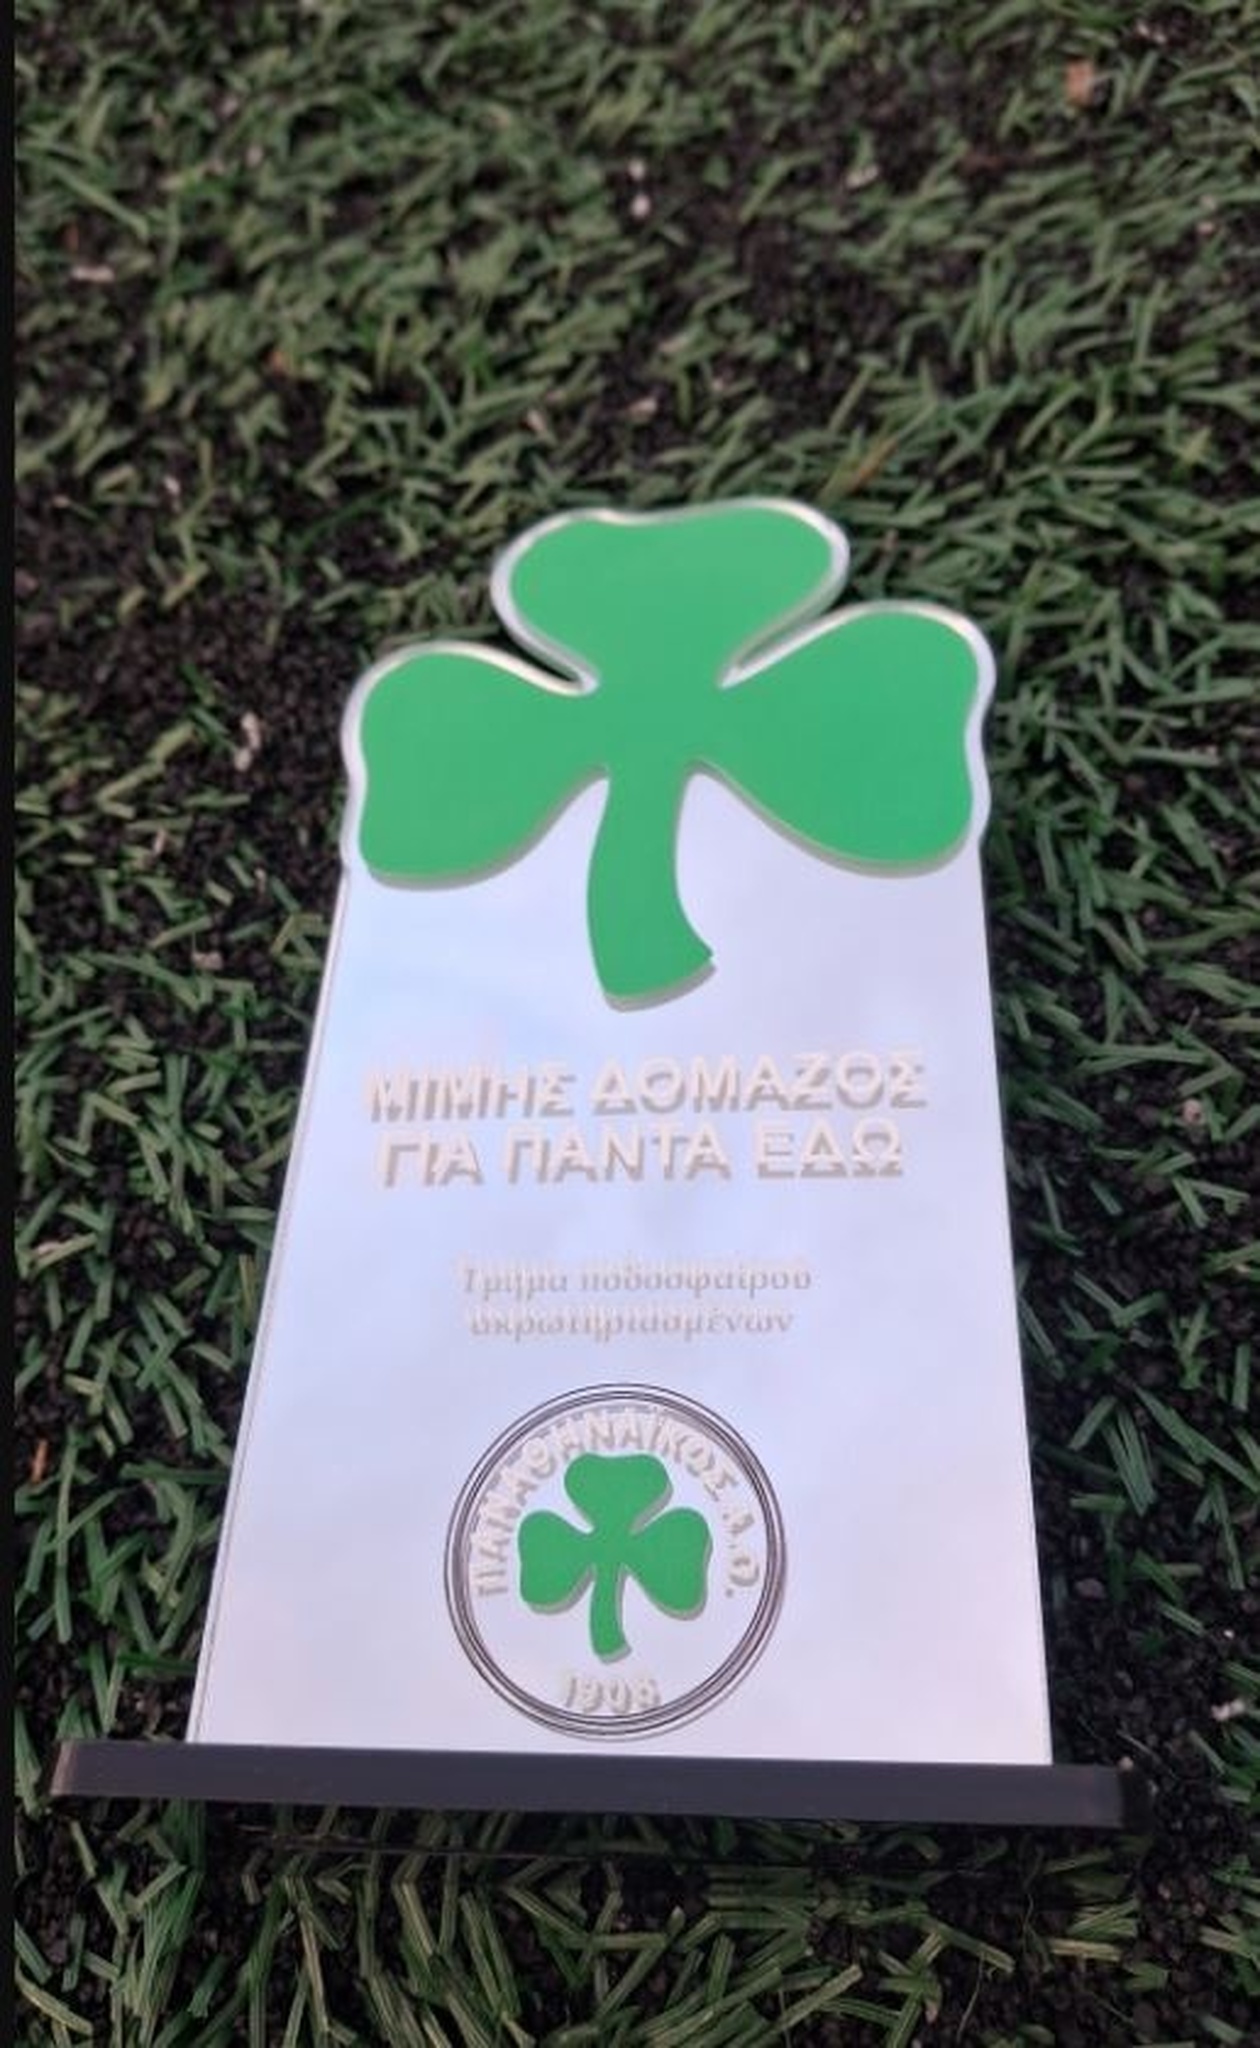 ΜΙΜΗΣ ΔΟΜΑΖΟΣ
ΓΙΑ ΠΑΝΤΑ ΕΔΩ
Τμήμα ποδοσφαίρου
ακρωτηριασμένων
ΠΑΝΑΘΗΝΑΪΚΟΣ Α.Ο.
1908